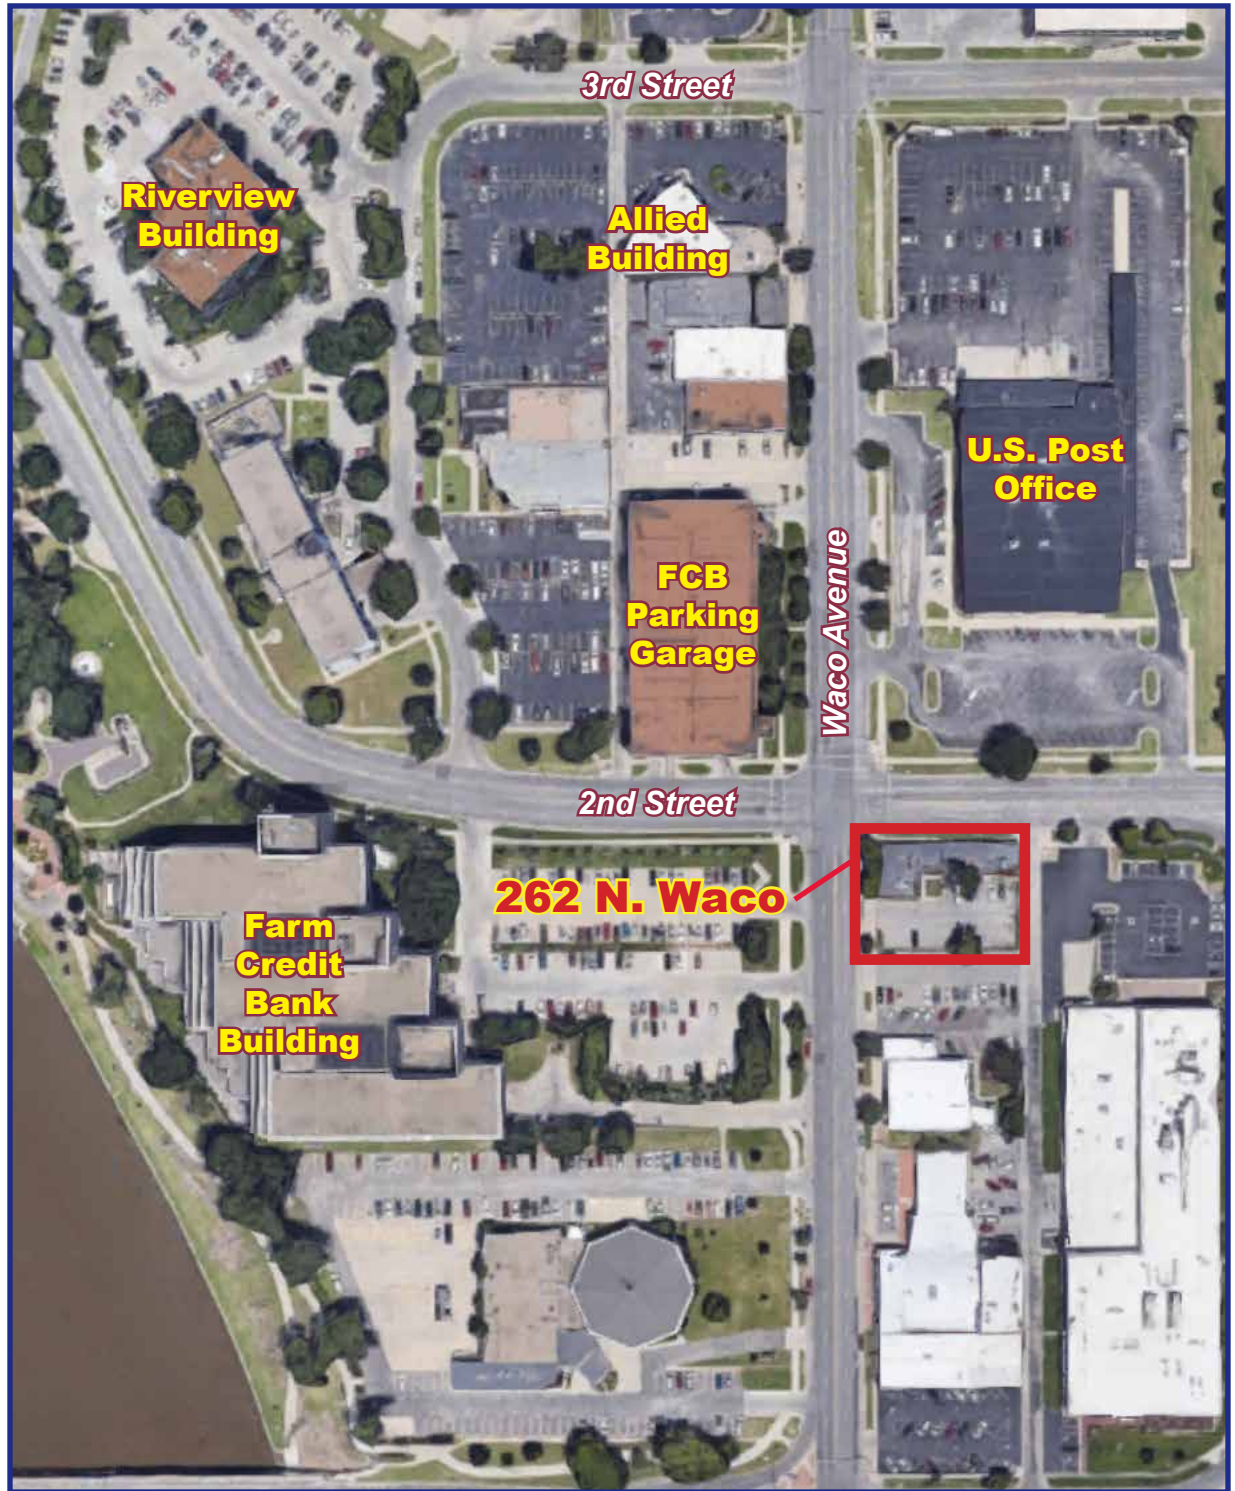 3rd Street
Riverview
Building
Allied
Building
U.S. Post
Office
FCB
Parking
Garage
Waco Avenue
2nd Street
262 N. Waco
Farm
Credit
Bank
Building